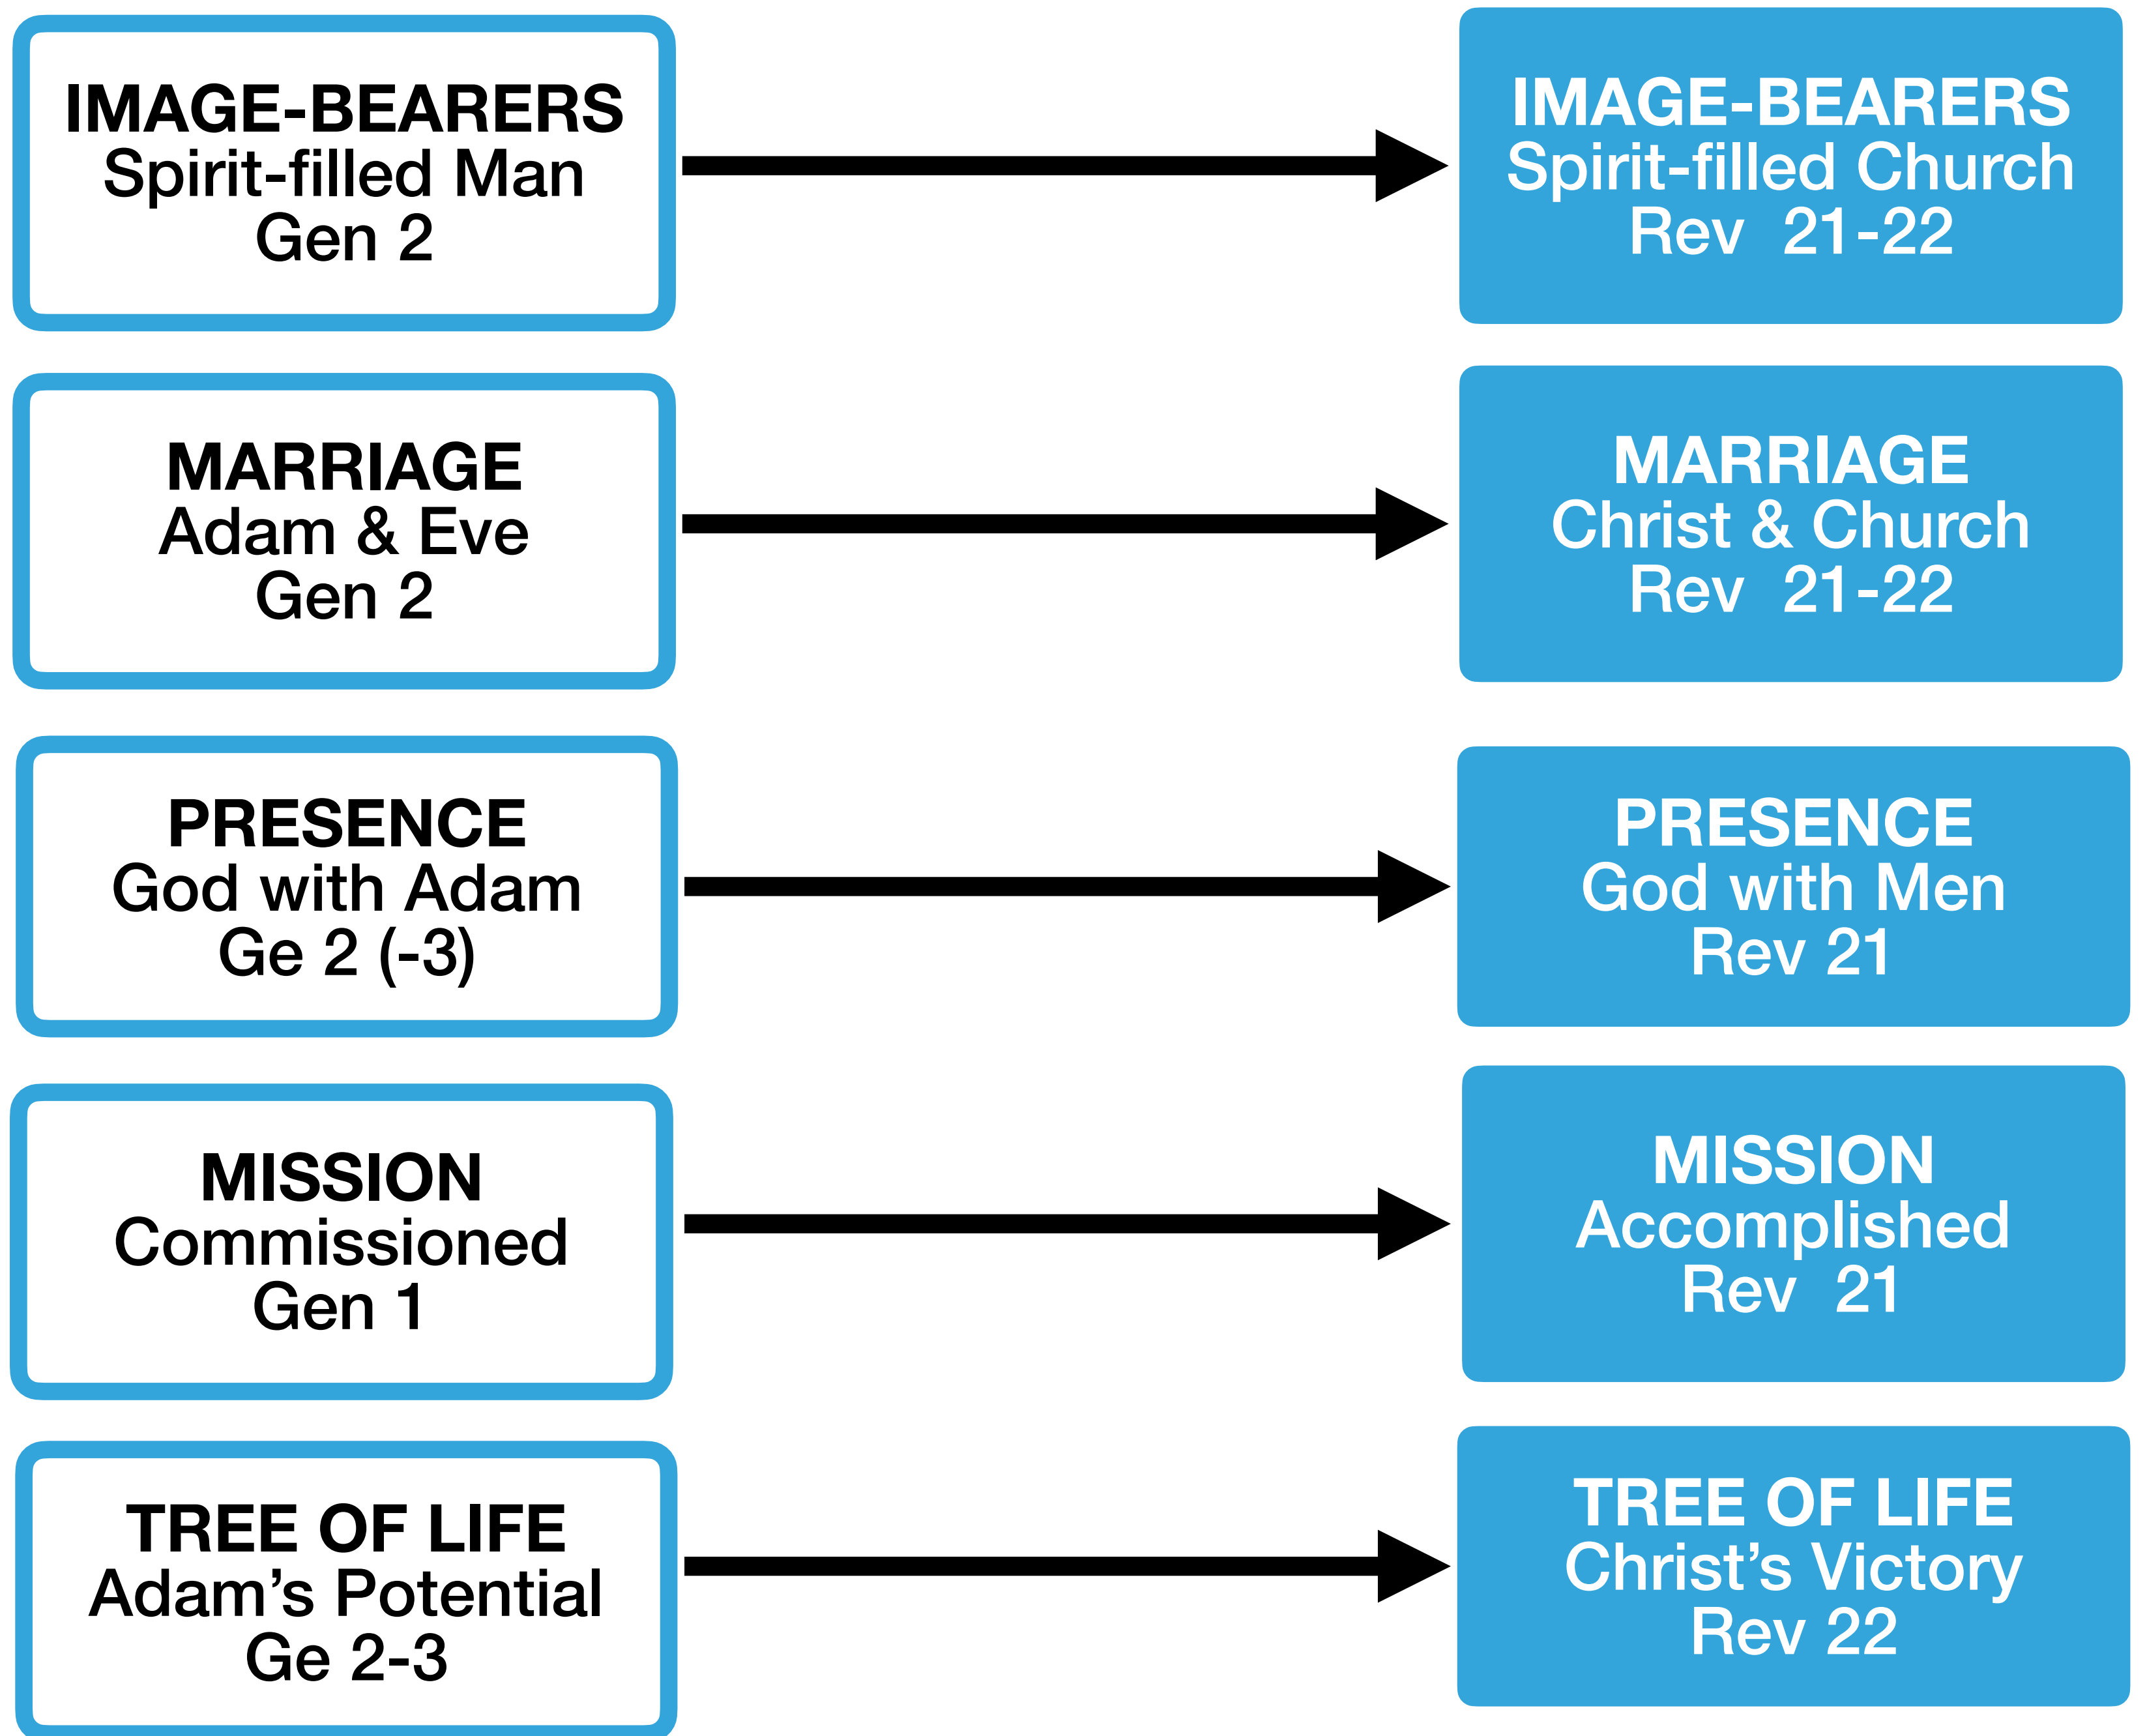 IMAGE-BEARERS
Spirit-filled Man
Gen 2
IMAGE-BEARERS
Spirit-filled Church
Rev 21-22
MARRIAGE
Adam & Eve
Gen 2
MARRIAGE
Christ & Church
Rev 21-22
PRESENCE
God with Adam
Ge 2 (-3)
PRESENCE
God with Men
Rev 21
MISSION
Commissioned
Gen 1
MISSION
Accomplished
Rev 21
TREE OF LIFE
Adam’s Potential
Ge 2-3
TREE OF LIFE
Christ’s Victory
Rev 22